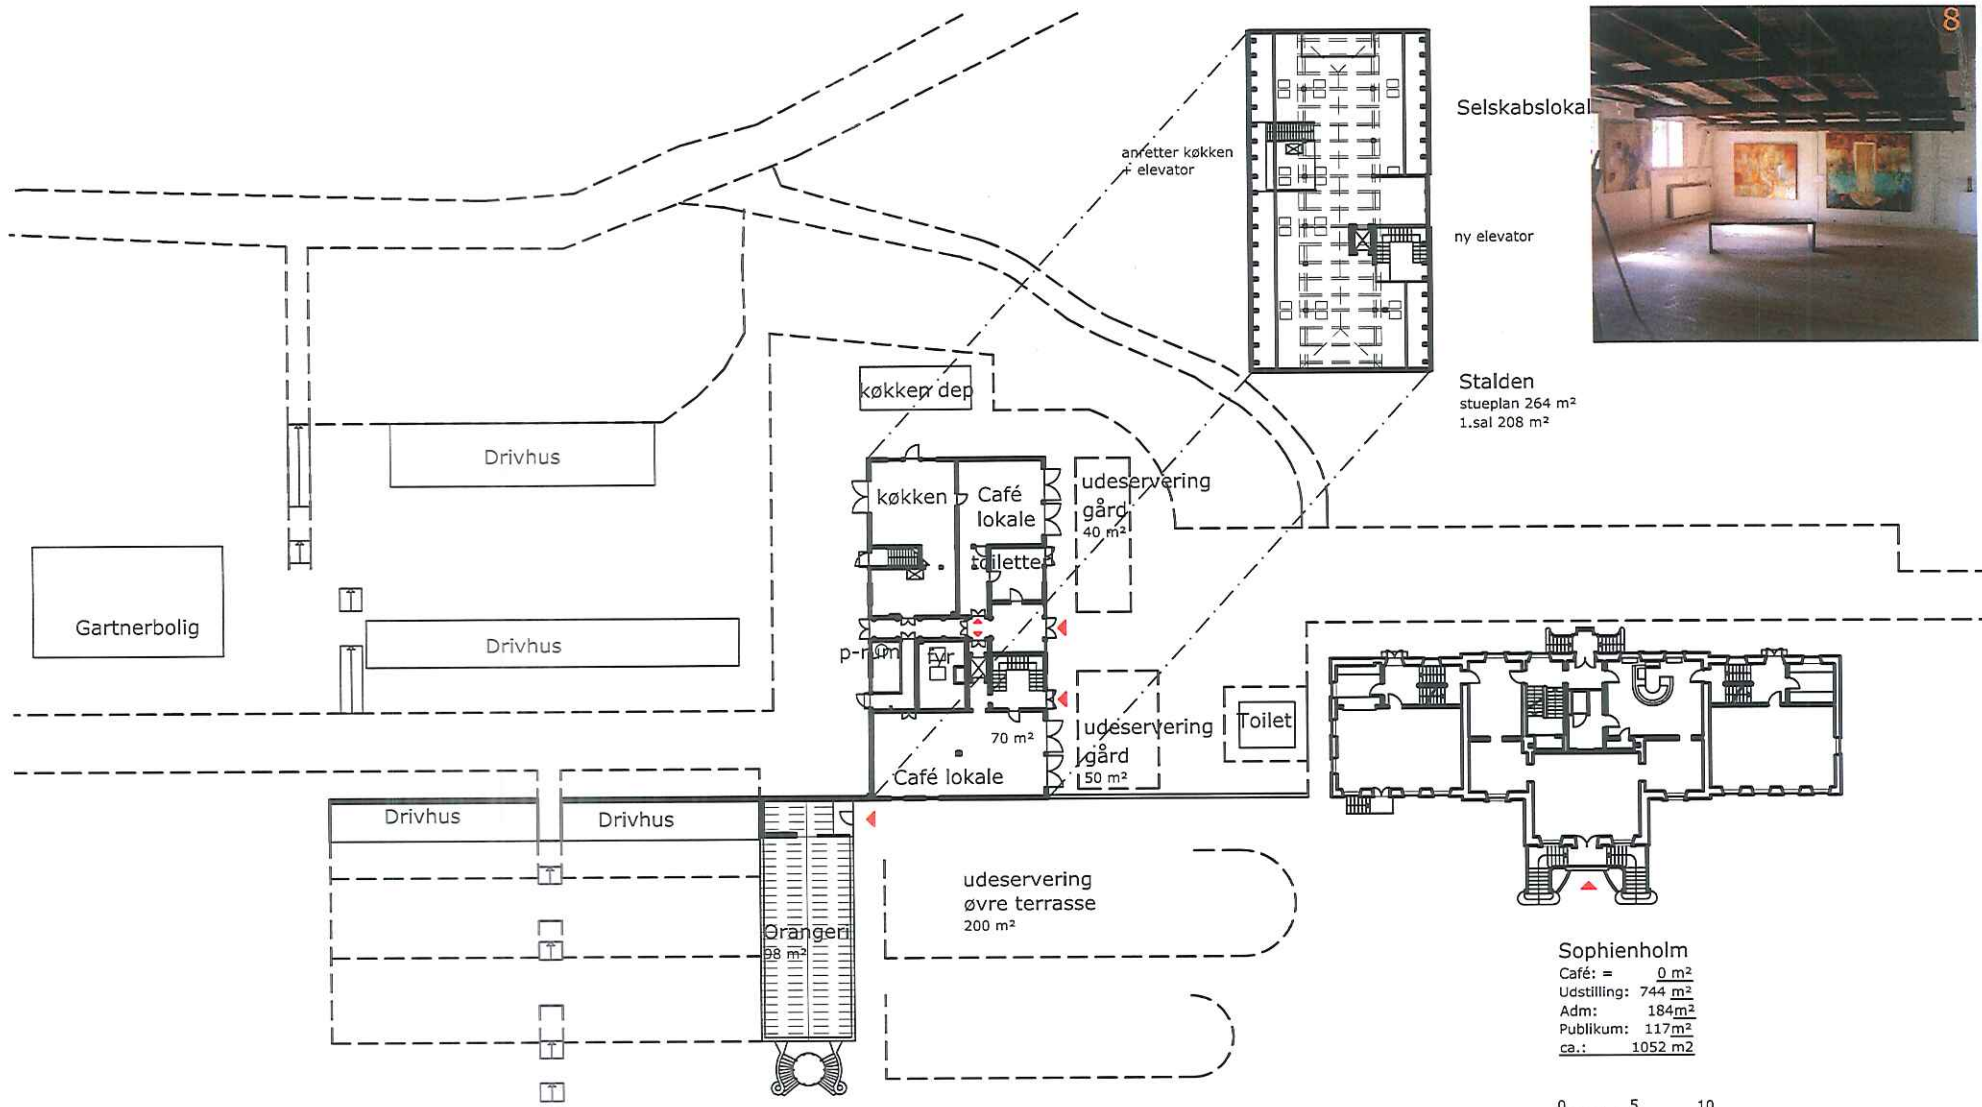 8
Selskabslokal
anretter køkken
+ elevator
ny elevator
Stalden
stueplan 264 m²
1.sal 208 m²
køkken dep
Drivhus
køkken
Café
lokale
udeservering
gård
40 m²
toilette
Gartnerbolig
Drivhus
p-rum
fyr
70 m²
Café lokale
udeservering
gård
50 m²
Toilet
Drivhus
Drivhus
udeservering
øvre terrasse
200 m²
Orangeri
98 m²
Sophienholm
Café: = 0 m²
Udstilling: 744 m²
Adm: 184m²
Publikum: 117m²
ca.: 1052 m2
0 5 10